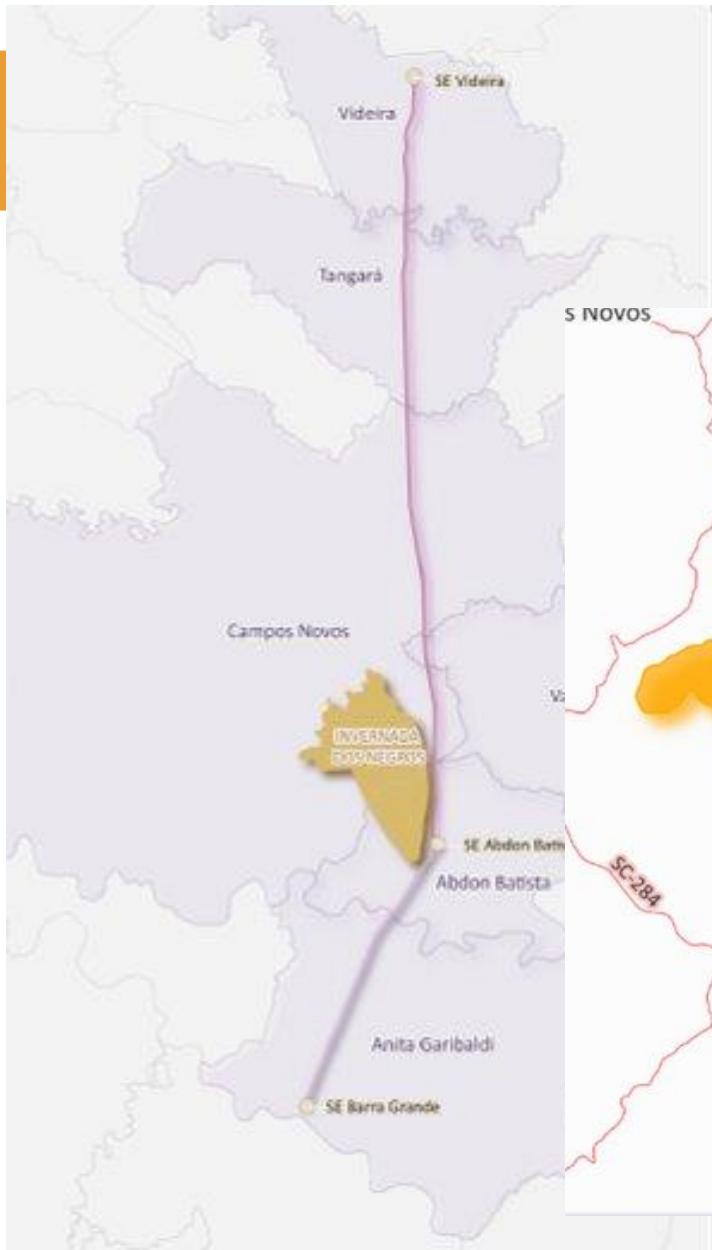 SE Videira
Videira
Tangará
S NOVOS
Campos Novos
INVERNADA
DOS NEGROS
SE Abdon Batis
Abdon Batista
SC-284
Anita Garibaldi
SE Barra Grande